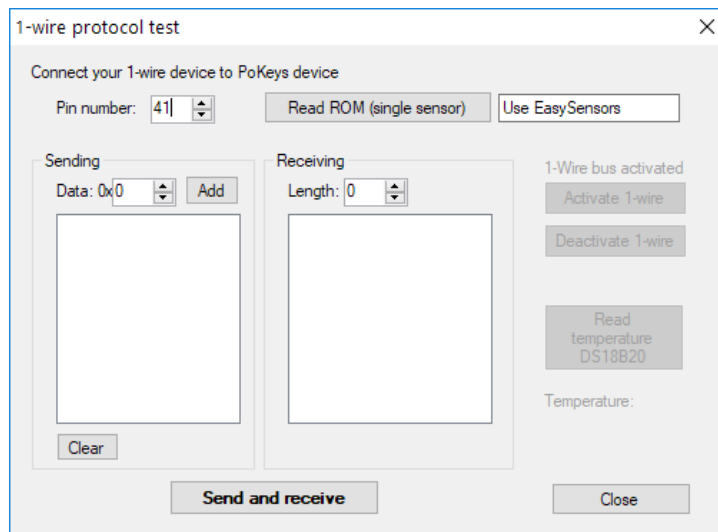 1-wire protocol test
Connect your 1-wire device to PoKeys device
Pin number: 41 Read ROM (single sensor) Use EasySensors
Sending Receiving 1-Wire bus activated
Data: 0x0 Add Length: 0 Activate 1-wire
Deactivate 1-wire
Read
temperature
DS18B20
Temperature:
Clear
Send and receive Close